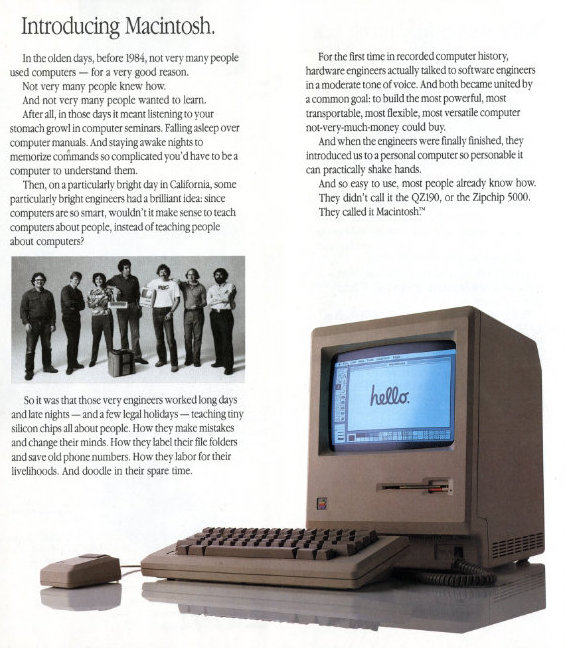 Introducing Macintosh.
In the olden days, before 1984, not very many people
used computers — for a very good reason.
Not very many people knew how.
And not very many people wanted to learn.
After all, in those days it meant listening to your
stomach growl in computer seminars. Falling asleep over
computer manuals. And staying awake nights to
memorize commands so complicated you'd have to be a
computer to understand them.
Then, on a particularly bright day in California, some
particularly bright engineers had a brilliant idea: since
computers are so smart, wouldn't it make sense to teach
computers about people, instead of teaching people
about computers?
So it was that those very engineers worked long days
and late nights — and a few legal holidays — teaching tiny
silicon chips all about people. How they make mistakes
and change their minds. How they label their file folders
and save old phone numbers. How they labor for their
livelihoods. And doodle in their spare time.
For the first time in recorded computer history,
hardware engineers actually talked to software engineers
in a moderate tone of voice. And both became united by
a common goal: to build the most powerful, most
transportable, most flexible, most versatile computer
not-very-much-money could buy.
And when the engineers were finally finished, they
introduced us to a personal computer so personable it
can practically shake hands.
And so easy to use, most people already know how.
They didn't call it the QZ190, or the Zipchip 5000.
They called it Macintosh™
hello.